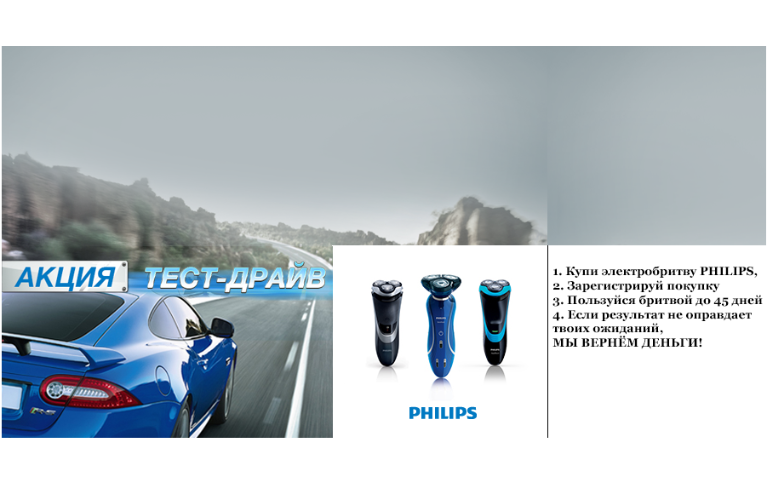 АКЦИЯ ТЕСТ-ДРАЙВ
PHILIPS
1. Купи электробритву PHILIPS,
2. Зарегистрируй покупку
3. Пользуйся бритвой до 45 дней
4. Если результат не оправдает
твоих ожиданий,
МЫ ВЕРНЁМ ДЕНЬГИ!